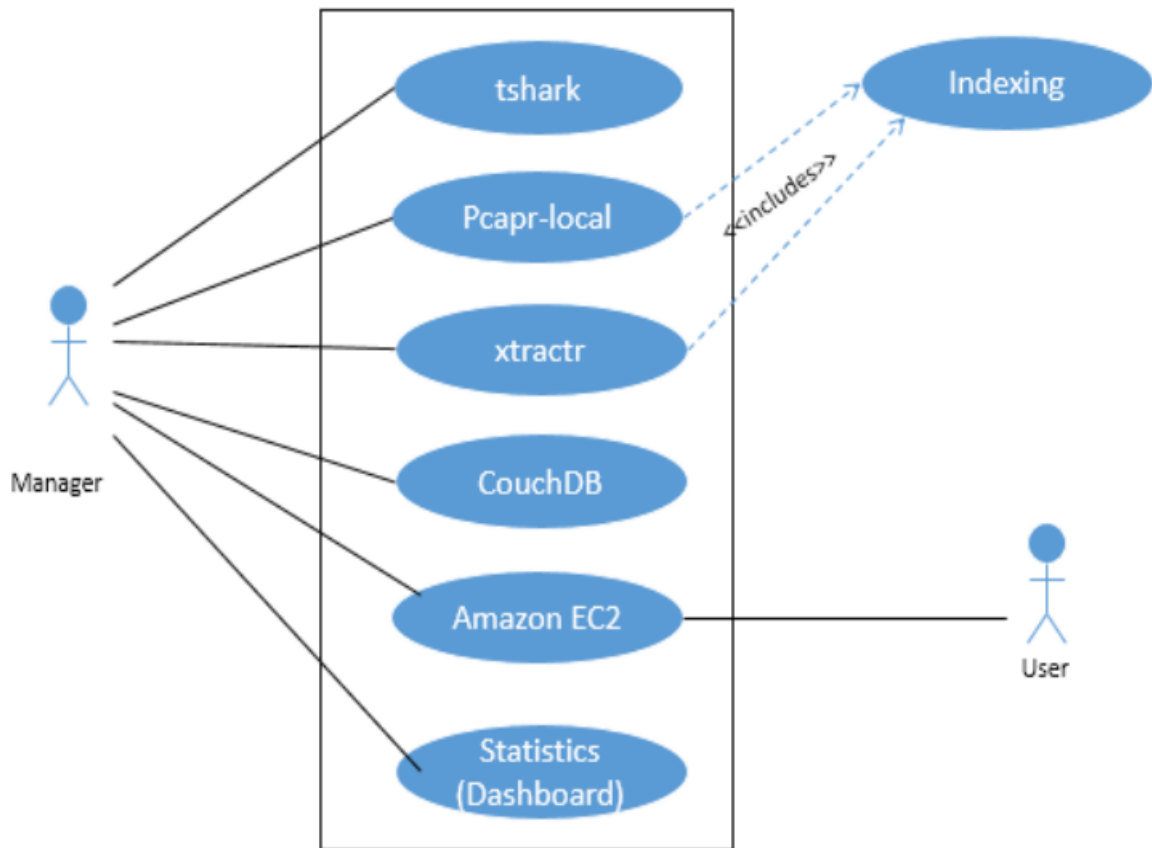 tshark
Indexing
Pcapr-local
<<includes>>
xtractr
Manager
CouchDB
Amazon EC2
User
Statistics
(Dashboard)